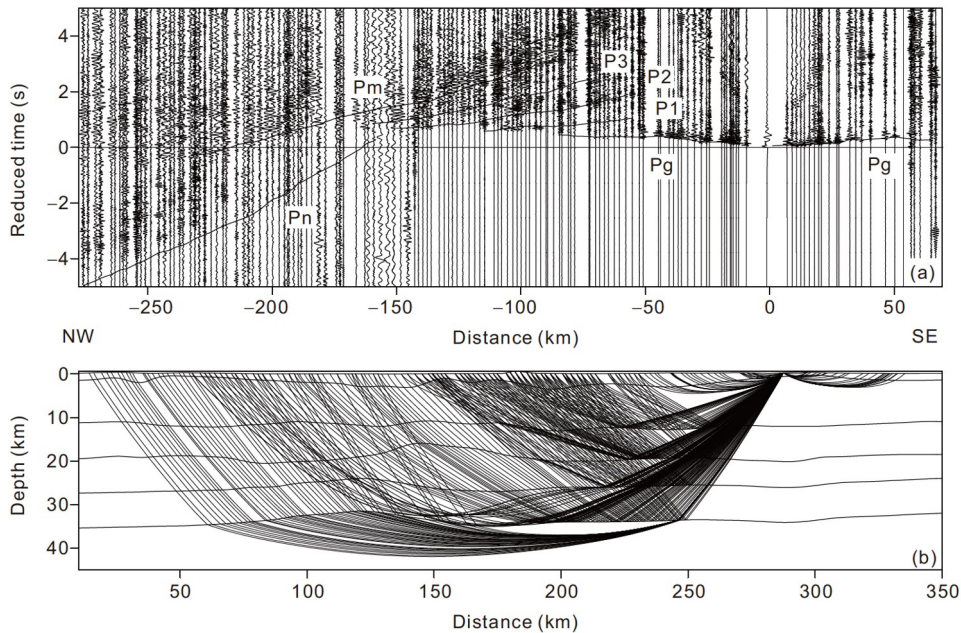 4
P3
Pm
P2
2
P1
0
Pg
Pg
−2
Pn
−4
(a)
Reduced time (s)
−250
−200
−150
−100
−50
0
50
NW
Distance (km)
SE
0
10
20
30
40
Depth (km)
(b)
50
100
150
200
250
300
350
Distance (km)